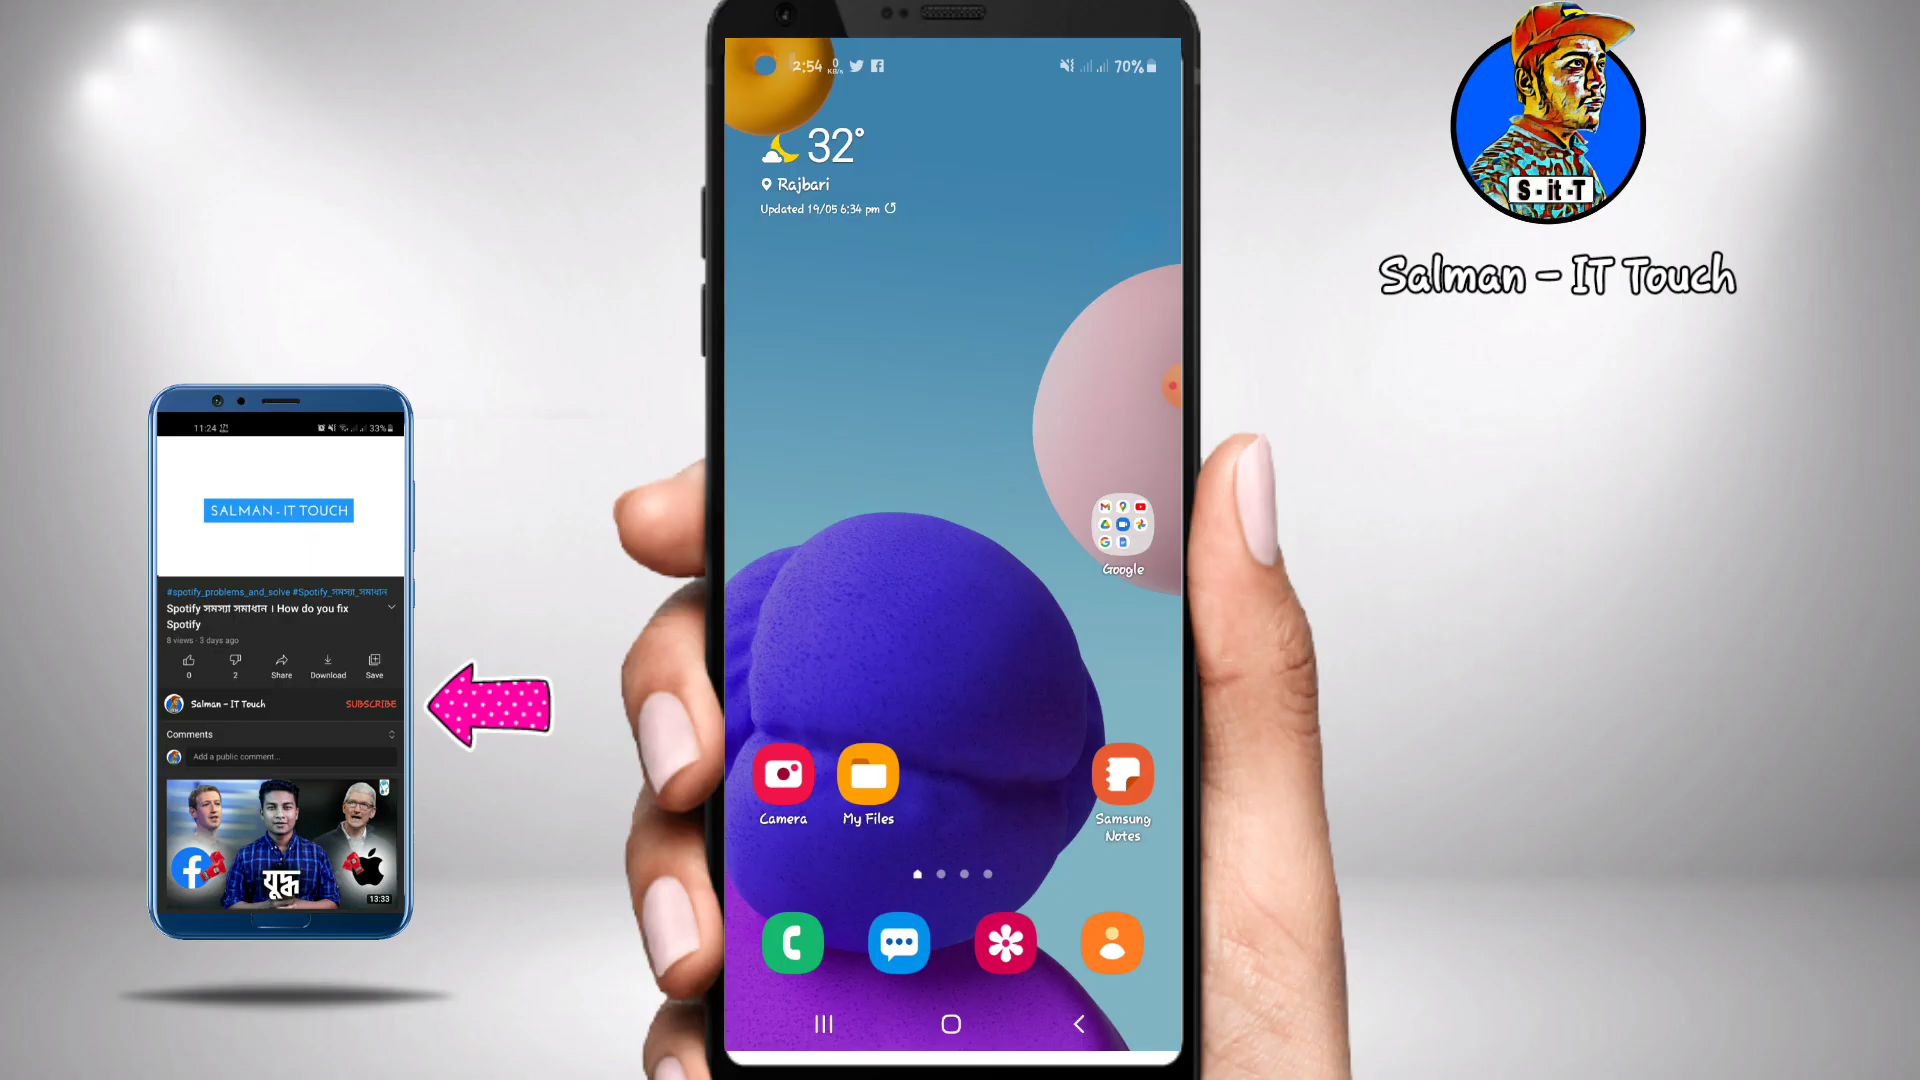 2:54 0 KB/s
70%
32°
Rajbari
Updated 19/05 6:34 pm
Google
Camera
My Files
Samsung
Notes
S - it - T
Salman - IT Touch
11:24
33%
SALMAN - IT TOUCH
#spotify_problems_and_solve #Spotify_সমস্যা_সমাধান
Spotify সমস্যা সমাধান । How do you fix
Spotify
8 views · 3 days ago
0
2
Share
Download
Save
Salman - IT Touch
SUBSCRIBE
Comments
Add a public comment...
যুদ্ধ
13:33